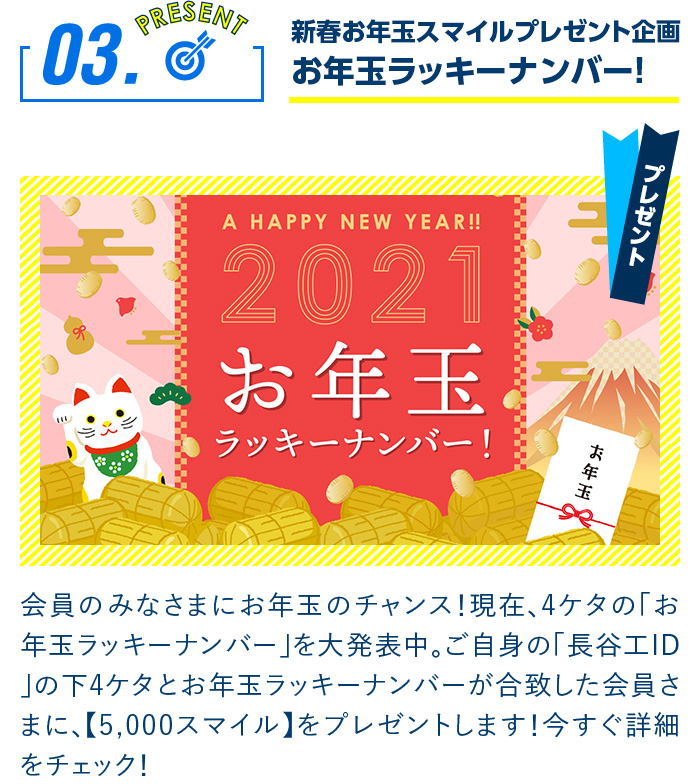 PRESENT
03.
新春お年玉スマイルプレゼント企画
お年玉ラッキーナンバー!
プレゼント
A HAPPY NEW YEAR!!
2021
お年玉
ラッキーナンバー!
お年玉
会員のみなさまにお年玉のチャンス!現在、4ケタの「お
年玉ラッキーナンバー」を大発表中。ご自身の「長谷工ID
」の下4ケタとお年玉ラッキーナンバーが合致した会員さ
まに、【5,000スマイル】をプレゼントします!今すぐ詳細
をチェック!